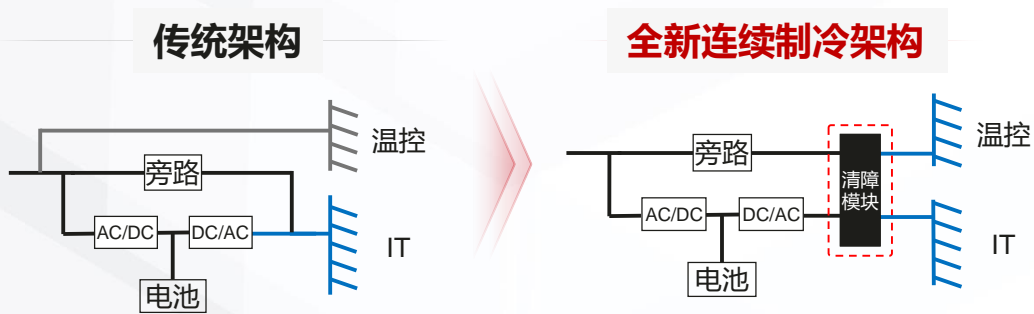 传统架构
全新连续制冷架构
温控
旁路
AC/DC
DC/AC
IT
电池
温控
旁路
清障
模块
AC/DC
DC/AC
IT
电池